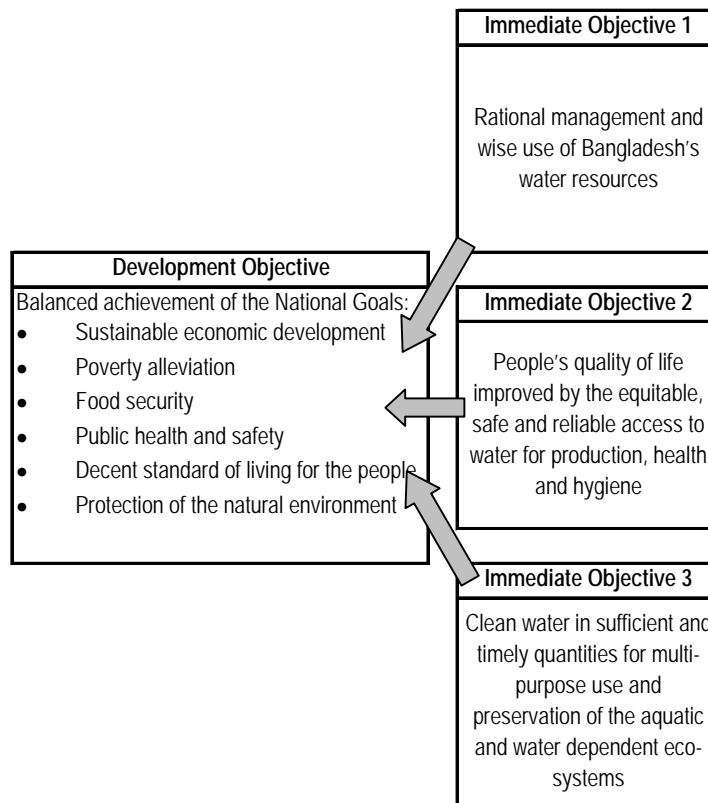 Immediate Objective 1
Rational management and
wise use of Bangladesh's
water resources
Development Objective
Balanced achievement of the National Goals:
● Sustainable economic development
● Poverty alleviation
● Food security
● Public health and safety
● Decent standard of living for the people
● Protection of the natural environment
Immediate Objective 2
People's quality of life
improved by the equitable,
safe and reliable access to
water for production, health
and hygiene
Immediate Objective 3
Clean water in sufficient and
timely quantities for multi-
purpose use and
preservation of the aquatic
and water dependent eco-
systems